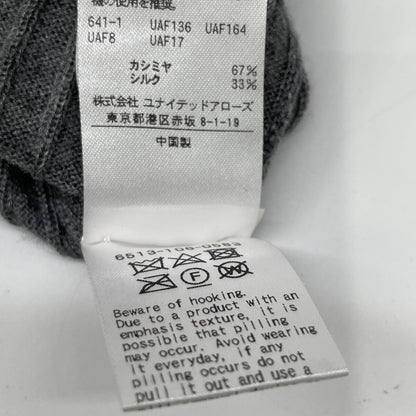 機の使用を推奨。
641-1 UAF136 UAF164
UAF8 UAF17
カシミヤ 67%
シルク 33%
株式会社 ユナイテッドアローズ
東京都港区赤坂 8-1-19
中国製
6513-106-0583
F W
Beware of hooking.
Due to a product with an
emphasis texture, it is
possible that pilling
may occur. Avoid wearing
it everyday, if any
pilling occurs do not
pull it out and use a